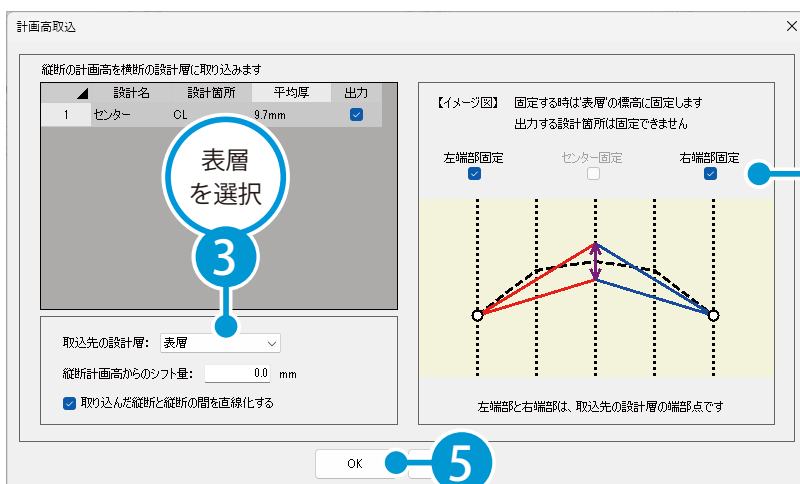 計画高取込
縦断の計画高を横断の設計層に取り込みます
設計名 設計箇所 平均厚 出力
1 センター CL 9.7mm
表層
を選択
3
取込先の設計層: 表層
縦断計画高からのシフト量: 0.0 mm
取り込んだ縦断と縦断の間を直線化する
【イメージ図】 固定する時は'表層'の標高に固定します
出力する設計箇所は固定できません
左端部固定 センター固定 右端部固定
左端部と右端部は、取込先の設計層の端部点です
OK
5